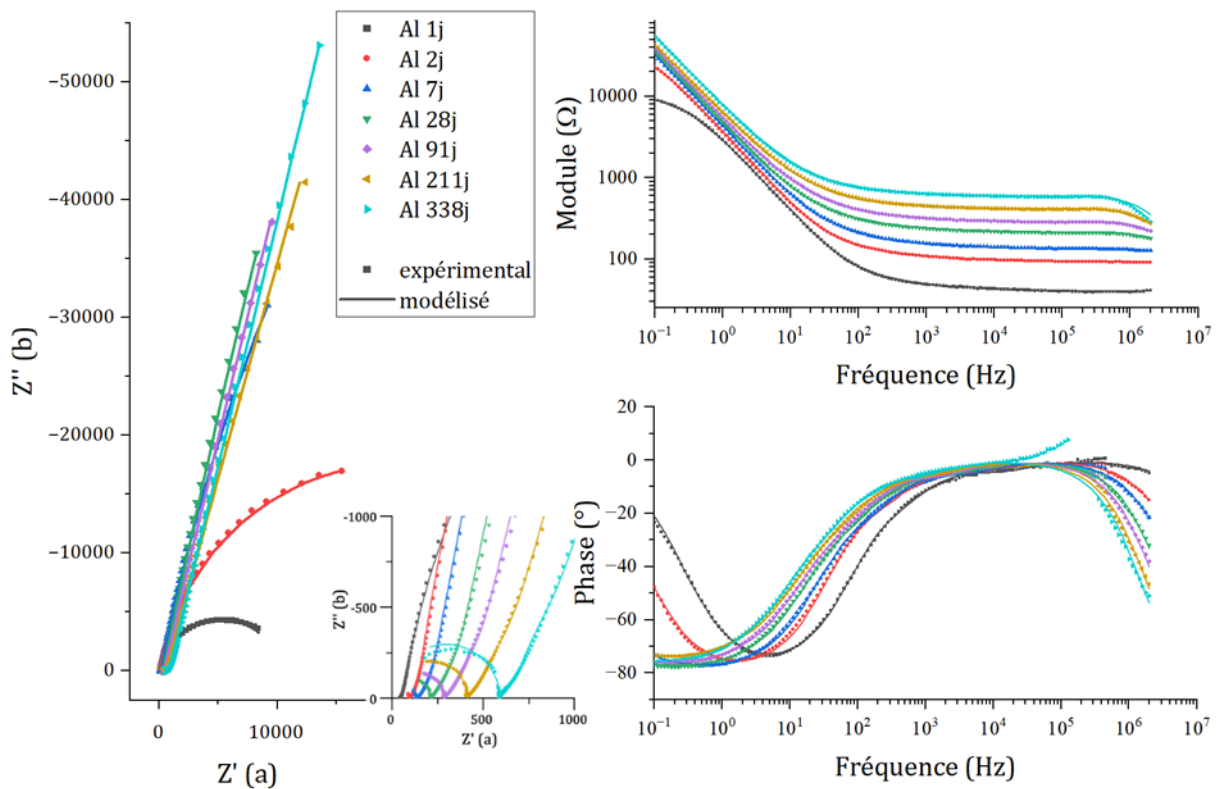 -50000
-40000
-30000
-20000
-10000
0
Z'' (b)
0
10000
Z' (a)
Al 1j
Al 2j
Al 7j
Al 28j
Al 91j
Al 211j
Al 338j
expérimental
modélisé
-1000
-500
0
Z'' (b)
0
500
1000
Z' (a)
10000
1000
100
Module (Ω)
10⁻¹ 10⁰ 10¹ 10² 10³ 10⁴ 10⁵ 10⁶ 10⁷
Fréquence (Hz)
20
0
−20
−40
−60
−80
Phase (°)
10⁻¹ 10⁰ 10¹ 10² 10³ 10⁴ 10⁵ 10⁶ 10⁷
Fréquence (Hz)